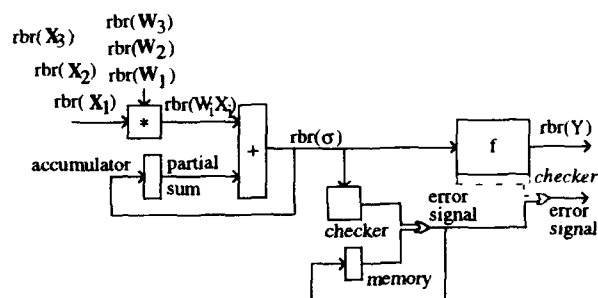 rbr(W₃)
rbr(X₃)
rbr(W₂)
rbr(X₂)
rbr(W₁)
rbr(X₁)
rbr(WᵢXᵢ)
*
+
rbr(σ)
f
rbr(Y)
accumulator
partial
sum
checker
error
signal
checker
error
signal
memory